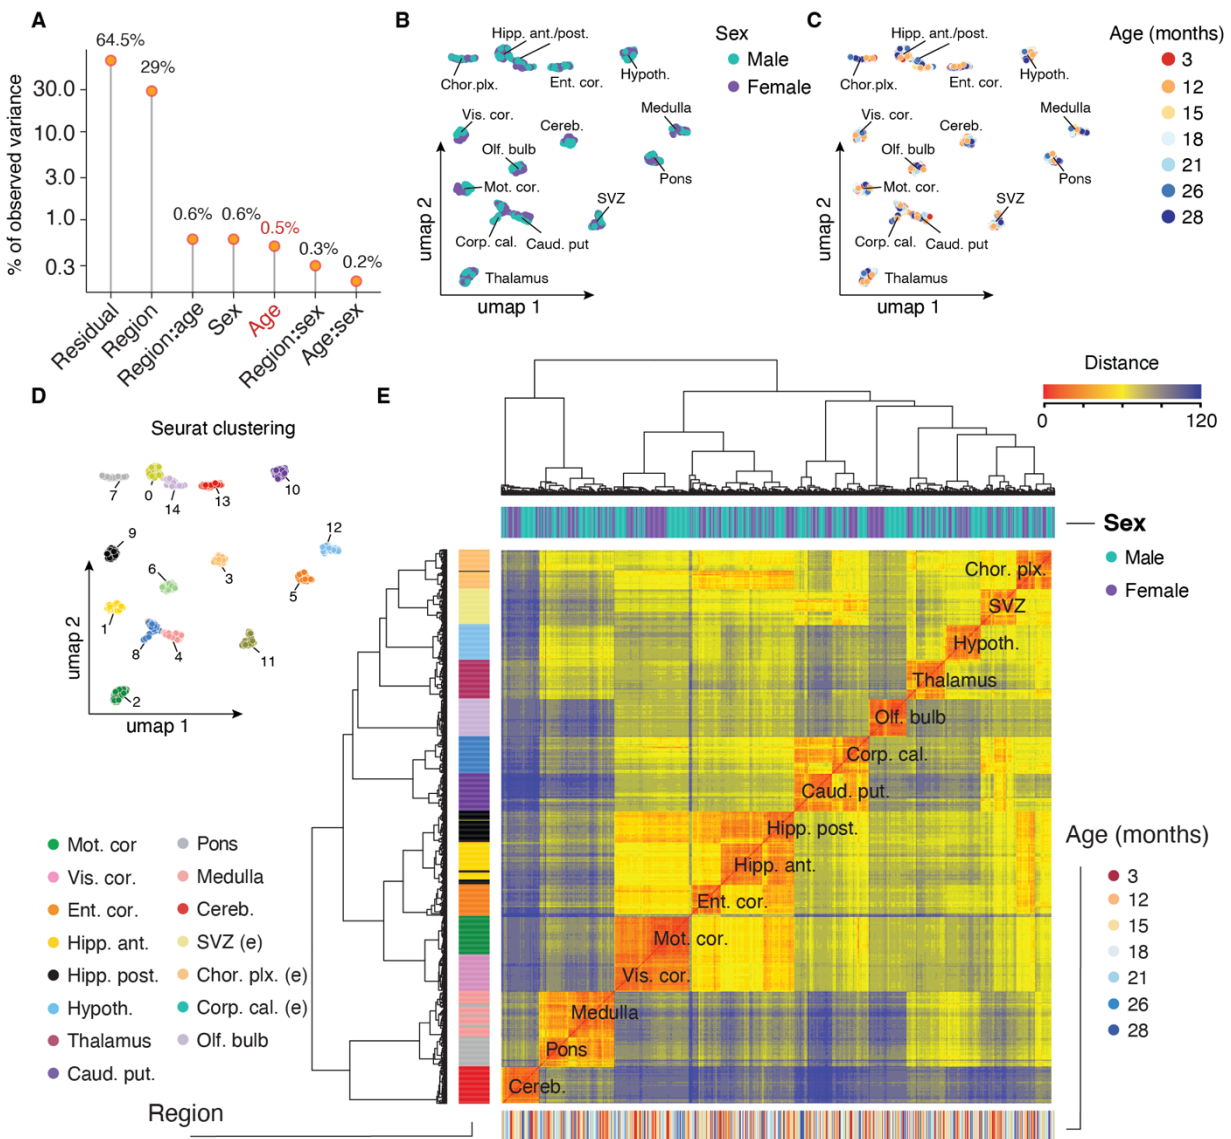 A
64.5%
29%
0.6%
0.6%
0.5%
0.3%
0.2%
30.0
10.0
3.0
1.0
0.3
% of observed variance
Residual
Region
Region:age
Sex
Age
Region:sex
Age:sex
B
Hipp. ant./post.
Chor.plx.
Ent. cor.
Hypoth.
Vis. cor.
Cereb.
Medulla
Olf. bulb
Pons
Mot. cor.
SVZ
Corp. cal.
Caud. put
Thalamus
umap 2
umap 1
Sex
Male
Female
C
Hipp. ant./post.
Chor.plx.
Ent. cor.
Hypoth.
Vis. cor.
Cereb.
Medulla
Olf. bulb
Pons
Mot. cor.
SVZ
Corp. cal.
Caud. put
Thalamus
umap 2
umap 1
Age (months)
3
12
15
18
21
26
28
D
Seurat clustering
7
0
14
13
10
9
12
6
3
5
1
8
4
11
2
umap 2
umap 1
E
Distance
0
120
Sex
Male
Female
Chor. plx.
SVZ
Hypoth.
Thalamus
Olf. bulb
Corp. cal.
Caud. put.
Hipp. post.
Hipp. ant.
Ent. cor.
Mot. cor.
Vis. cor.
Medulla
Pons
Cereb.
Mot. cor
Vis. cor.
Ent. cor.
Hipp. ant.
Hipp. post.
Hypoth.
Thalamus
Caud. put.
Pons
Medulla
Cereb.
SVZ (e)
Chor. plx. (e)
Corp. cal. (e)
Olf. bulb
Region
Age (months)
3
12
15
18
21
26
28